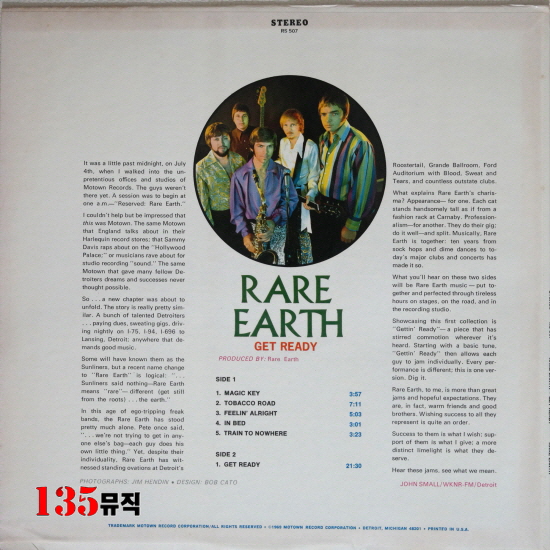 STEREO
RS 507
It was a little past midnight, on July
4th, when I walked into the un-
pretentious offices and studios of
Motown Records. The guys weren't
there yet. A session was to begin at
one a.m.—"Reserved: Rare Earth."
I couldn't help but be impressed that
this was Motown. The same Motown
that England talks about in their
Harlequin record stores; that Sammy
Davis raps about on the "Hollywood
Palace;" or musicians rave about for
studio recording "sound." The same
Motown that gave many fellow De-
troiters dreams and successes never
thought possible.
So . . . a new chapter was about to
unfold. The story is really pretty sim-
ilar. A bunch of talented Detroiters
. . . paying dues, sweating gigs, driv-
ing nightly on I-75, I-94, I-696 to
Lansing, Detroit; anywhere that de-
mands good music.
Some will have known them as the
Sunliners, but a recent name change
to "Rare Earth" is logical: ". . .
Sunliners said nothing—Rare Earth
means "rare"— different (get still
from the roots) . . . the earth."
In this age of ego-tripping freak
bands, the Rare Earth has stood
pretty much alone. Pete once said,
". . . we're not trying to get in any-
one else's bag—each guy does his
own little thing." Yet, despite their
individuality, Rare Earth has wit-
nessed standing ovations at Detroit's
PHOTOGRAPHS: JIM HENDIN • DESIGN: BOB CATO
RARE
EARTH
GET READY
PRODUCED BY: Rare Earth
SIDE 1
1. MAGIC KEY 3:57
2. TOBACCO ROAD 7:11
3. FEELIN' ALRIGHT 5:03
4. IN BED 3:01
5. TRAIN TO NOWHERE 3:23
SIDE 2
1. GET READY 21:30
Roostertail, Grande Ballroom, Ford
Auditorium with Blood, Sweat and
Tears, and countless outstate clubs.
What explains Rare Earth's charis-
ma? Appearance— for one. Each cat
stands handsomely tall as if from a
fashion rack at Carnaby. Profession-
alism—for another. They do their gig;
do it well—and split. Musically, Rare
Earth is together: ten years from
sock hops and dime dances to to-
day's major clubs and concerts has
made it so.
What you'll hear on these two sides
will be Rare Earth music — put to-
gether and perfected through tireless
hours on stages, on the road, and in
the recording studio.
Showcasing this first collection is
"Gettin' Ready"—a piece that has
stirred commotion wherever it's
heard. Starting with a basic tune,
"Gettin' Ready" then allows each
guy to jam individually. Every per-
formance is different; this is one ver-
sion. Dig it.
Rare Earth, to me, is more than great
jams and hopeful expectations. They
are, in fact, warm friends and good
brothers. Wishing success to all they
represent is quite an order.
Success to them is what I wish; sup-
port of them is what I give; a more
distinct limelight is what they de-
serve.
Hear these jams, see what we mean.
JOHN SMALL/WKNR-FM/Detroit
135뮤직
TRADEMARK MOTOWN RECORD CORPORATION/ALL RIGHTS RESERVED • ©1969 MOTOWN RECORD CORPORATION • DETROIT, MICHIGAN 48201 • PRINTED IN U.S.A.